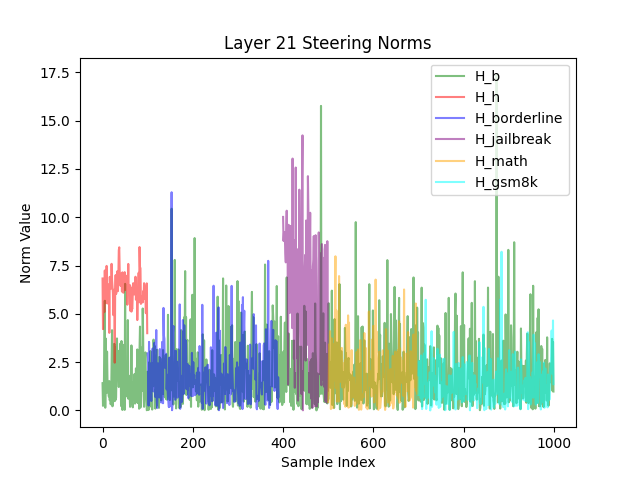 Layer 21 Steering Norms
Norm Value
17.5
15.0
12.5
10.0
7.5
5.0
2.5
0.0
H_b
H_h
H_borderline
H_jailbreak
H_math
H_gsm8k
0 200 400 600 800 1000
Sample Index